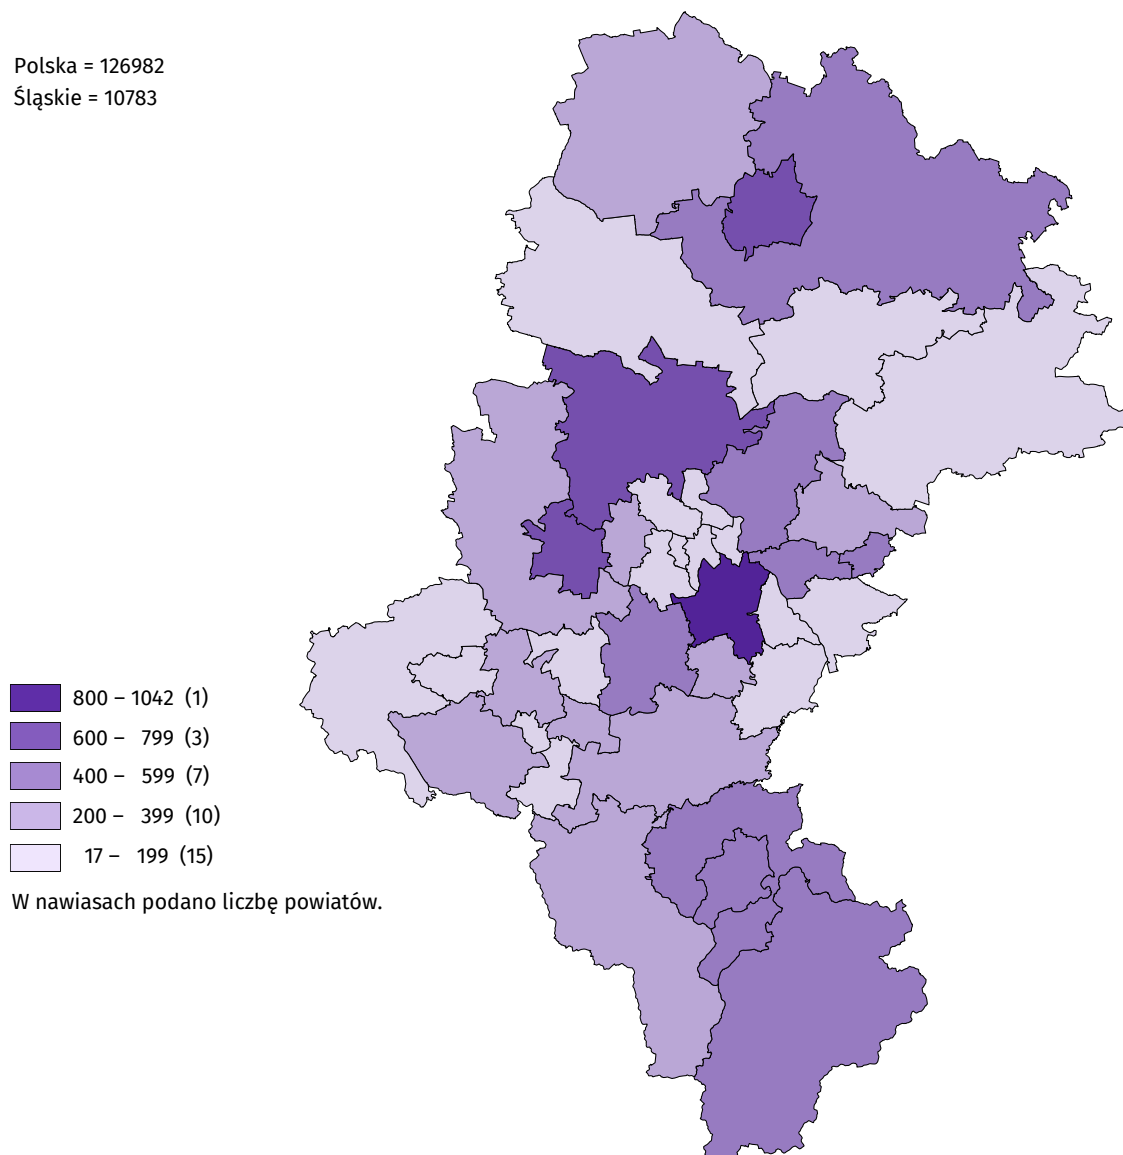 Polska = 126982
Śląskie = 10783
800 – 1042 (1)
600 – 799 (3)
400 – 599 (7)
200 – 399 (10)
17 – 199 (15)
W nawiasach podano liczbę powiatów.